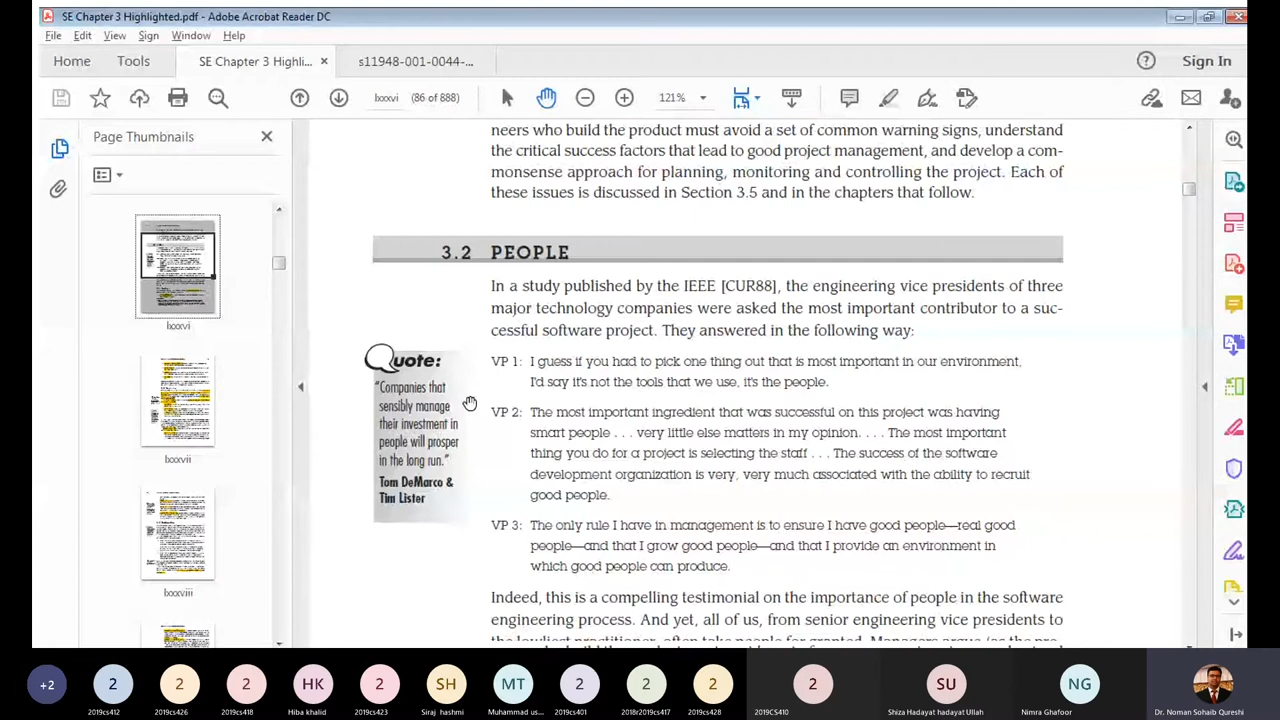 SE Chapter 3 Highlighted.pdf - Adobe Acrobat Reader DC
File Edit View Sign Window Help
Home Tools SE Chapter 3 Highli... × s11948-001-0044-... Sign In
lxxxvi (86 of 888) 121%
Page Thumbnails
lxxxvi
lxxxvii
lxxxviii
neers who build the product must avoid a set of common warning signs, understand
the critical success factors that lead to good project management, and develop a com-
monsense approach for planning, monitoring and controlling the project. Each of
these issues is discussed in Section 3.5 and in the chapters that follow.
3.2 PEOPLE
In a study published by the IEEE [CUR88], the engineering vice presidents of three
major technology companies were asked the most important contributor to a suc-
cessful software project. They answered in the following way:
Quote:
"Companies that
sensibly manage
their investment in
people will prosper
in the long run."
Tom DeMarco &
Tim Lister
VP 1: I guess if you had to pick one thing out that is most important in our environment,
I'd say it's not the tools that we use, it's the people.
VP 2: The most important ingredient that was successful on this project was having
smart people . . . very little else matters in my opinion. . . . The most important
thing you do for a project is selecting the staff . . . The success of the software
development organization is very, very much associated with the ability to recruit
good people.
VP 3: The only rule I have in management is to ensure I have good people—real good
people—and that I grow good people—and that I provide an environment in
which good people can produce.
Indeed, this is a compelling testimonial on the importance of people in the software
engineering process. And yet, all of us, from senior engineering vice presidents to
+2 2 2 2 HK 2 SH MT 2 2 2 2 SU NG
2019cs412 2019cs426 2019cs418 Hiba khalid 2019cs423 Siraj hashmi Muhammad us... 2019cs401 2018r2019cs417 2019cs428 2019CS410 Shiza Hadayat hadayat Ullah Nimra Ghafoor Dr. Noman Sohaib Qureshi